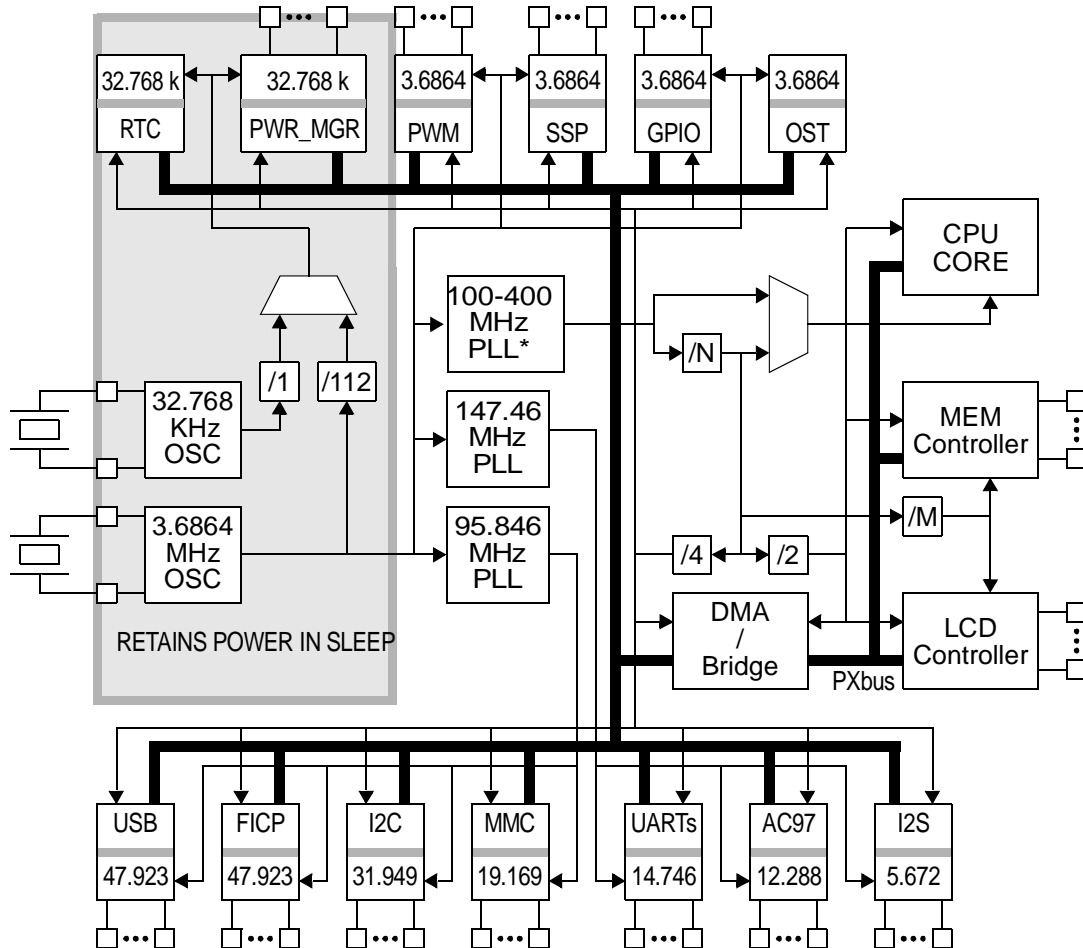 32.768 k
32.768 k
3.6864
3.6864
3.6864
3.6864
RTC
PWR_MGR
PWM
SSP
GPIO
OST
CPU
CORE
100-400
MHz
PLL*
/N
/1
/112
32.768
KHz
OSC
147.46
MHz
PLL
MEM
Controller
3.6864
MHz
OSC
95.846
MHz
PLL
/M
/4
/2
RETAINS POWER IN SLEEP
DMA
/
Bridge
PXbus
LCD
Controller
USB
FICP
I2C
MMC
UARTs
AC97
I2S
47.923
47.923
31.949
19.169
14.746
12.288
5.672